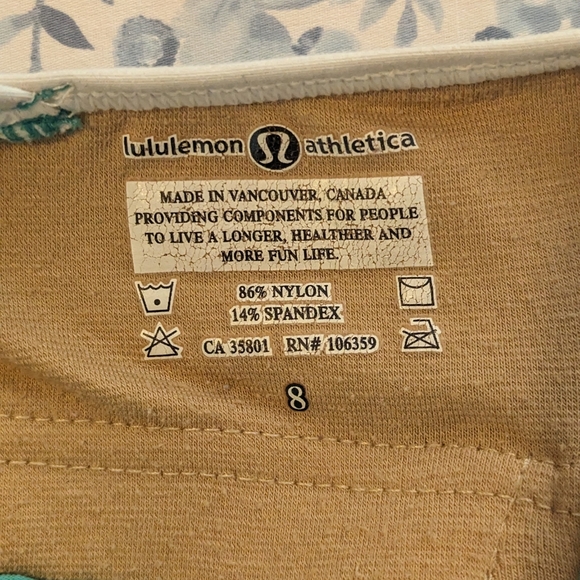 lululemon athletica
MADE IN VANCOUVER, CANADA
PROVIDING COMPONENTS FOR PEOPLE
TO LIVE A LONGER, HEALTHIER AND
MORE FUN LIFE.
86% NYLON
14% SPANDEX
CA 35801 RN# 106359
8